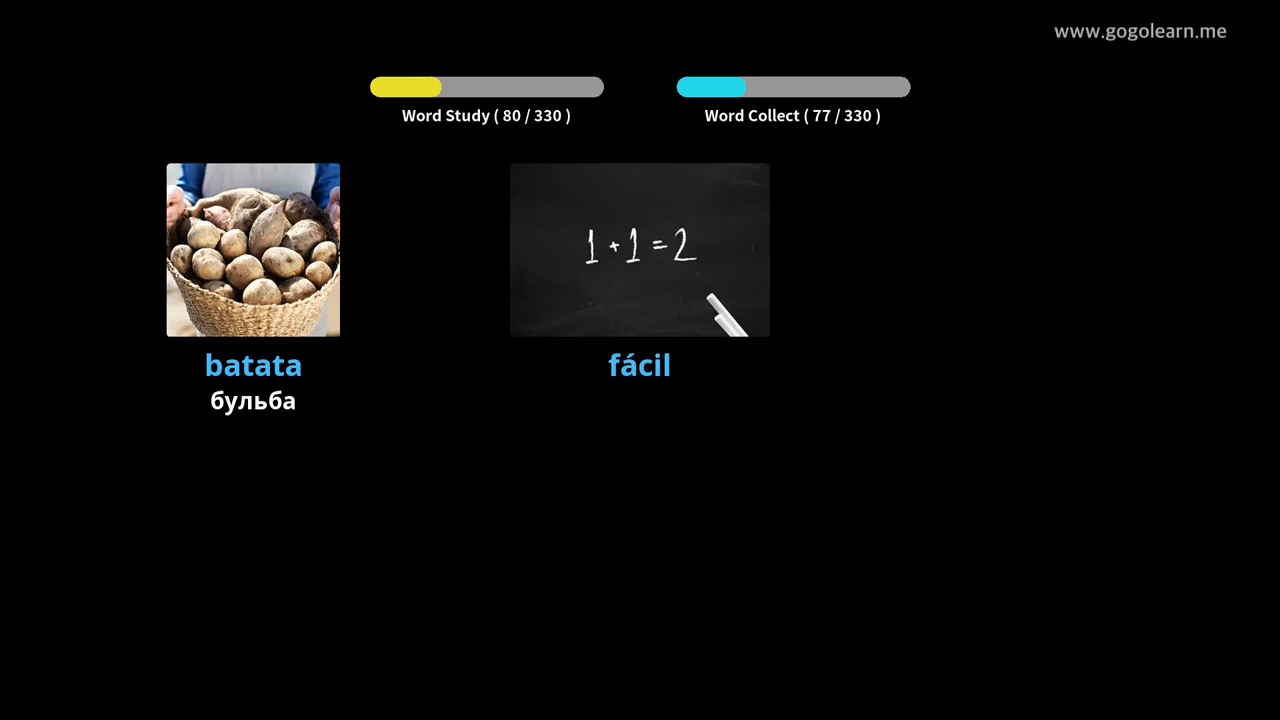 www.gogolearn.me
Word Study ( 80 / 330 )
Word Collect ( 77 / 330 )
1 + 1 = 2
batata
бульба
fácil